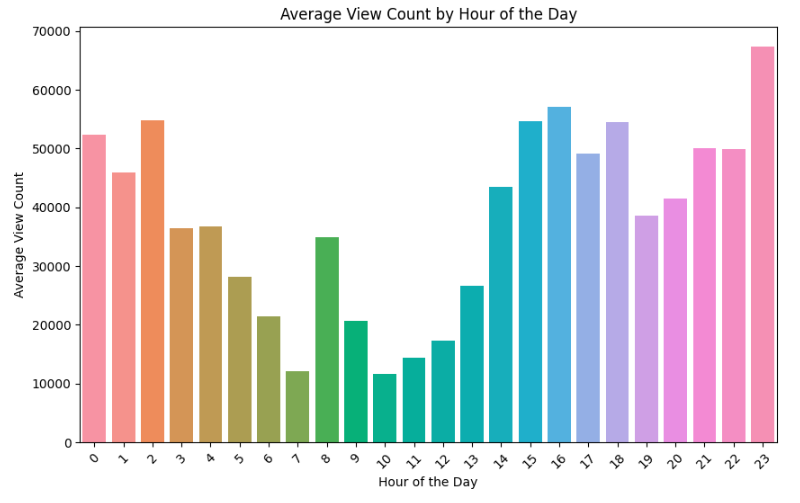 Average View Count by Hour of the Day
Average View Count
70000
60000
50000
40000
30000
20000
10000
0
0 1 2 3 4 5 6 7 8 9 10 11 12 13 14 15 16 17 18 19 20 21 22 23
Hour of the Day